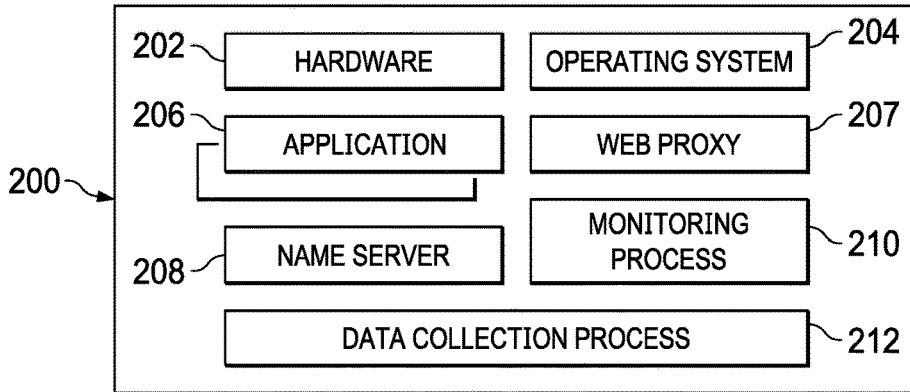 202 HARDWARE OPERATING SYSTEM 204
206 APPLICATION WEB PROXY 207
200
208 NAME SERVER MONITORING PROCESS 210
DATA COLLECTION PROCESS 212